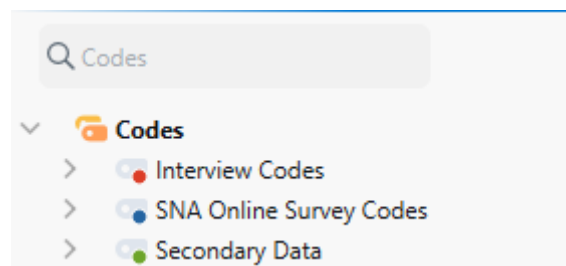 Codes
Codes
Interview Codes
SNA Online Survey Codes
Secondary Data